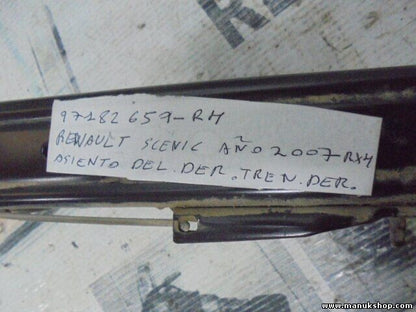 97182659-RH
RENAULT SCENIC AÑO 2007 RX4
ASIENTO DEL.DER.TREN.DER.
www.manukshop.com